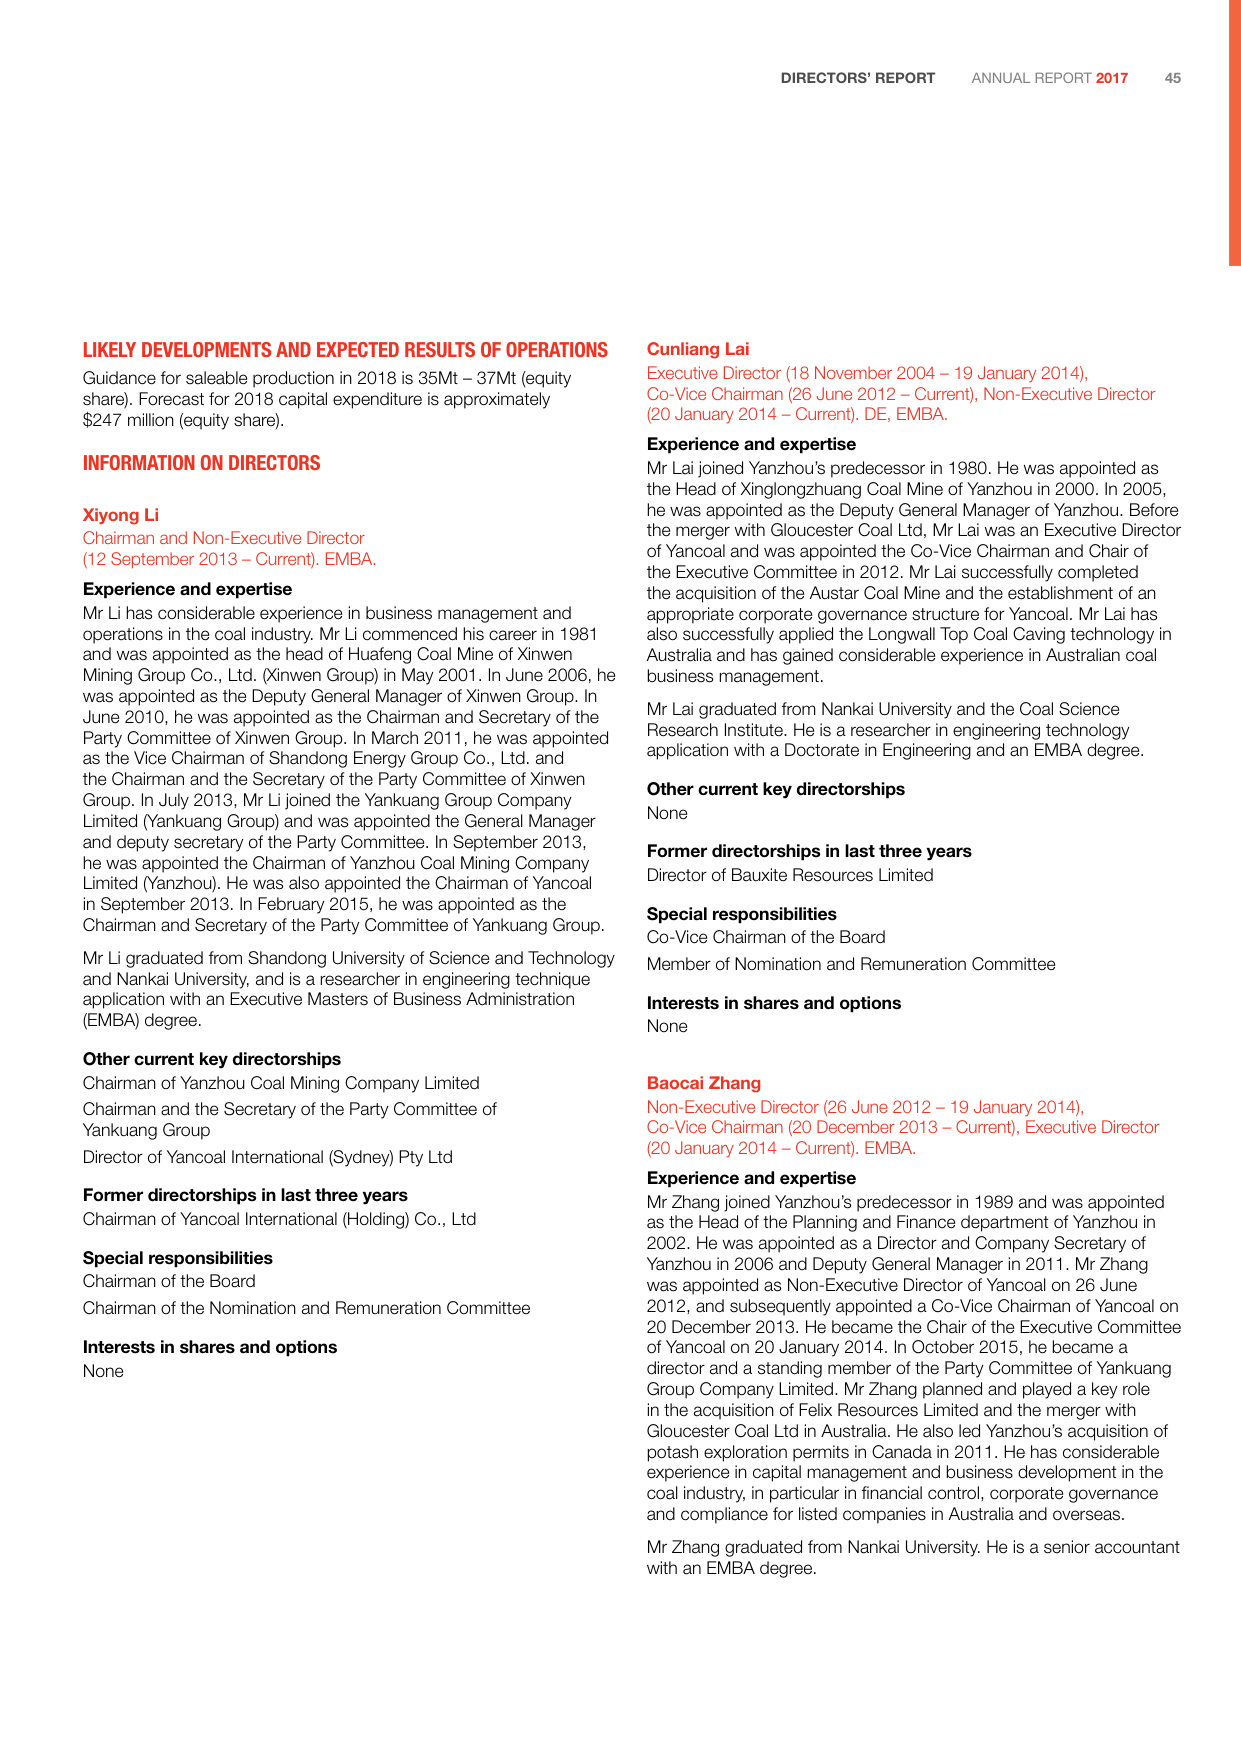 DIRECTORS’ REPORT ANNUAL REPORT 2017 45
LIKELY DEVELOPMENTS AND EXPECTED RESULTS OF OPERATIONS
Guidance for saleable production in 2018 is 35Mt – 37Mt (equity
share). Forecast for 2018 capital expenditure is approximately
$247 million (equity share).
INFORMATION ON DIRECTORS
Xiyong Li
Chairman and Non-Executive Director
(12 September 2013 – Current). EMBA.
Experience and expertise
Mr Li has considerable experience in business management and
operations in the coal industry. Mr Li commenced his career in 1981
and was appointed as the head of Huafeng Coal Mine of Xinwen
Mining Group Co., Ltd. (Xinwen Group) in May 2001. In June 2006, he
was appointed as the Deputy General Manager of Xinwen Group. In
June 2010, he was appointed as the Chairman and Secretary of the
Party Committee of Xinwen Group. In March 2011, he was appointed
as the Vice Chairman of Shandong Energy Group Co., Ltd. and
the Chairman and the Secretary of the Party Committee of Xinwen
Group. In July 2013, Mr Li joined the Yankuang Group Company
Limited (Yankuang Group) and was appointed the General Manager
and deputy secretary of the Party Committee. In September 2013,
he was appointed the Chairman of Yanzhou Coal Mining Company
Limited (Yanzhou). He was also appointed the Chairman of Yancoal
in September 2013. In February 2015, he was appointed as the
Chairman and Secretary of the Party Committee of Yankuang Group.
Mr Li graduated from Shandong University of Science and Technology
and Nankai University, and is a researcher in engineering technique
application with an Executive Masters of Business Administration
(EMBA) degree.
Other current key directorships
Chairman of Yanzhou Coal Mining Company Limited
Chairman and the Secretary of the Party Committee of
Yankuang Group
Director of Yancoal International (Sydney) Pty Ltd
Former directorships in last three years
Chairman of Yancoal International (Holding) Co., Ltd
Special responsibilities
Chairman of the Board
Chairman of the Nomination and Remuneration Committee
Interests in shares and options
None
Cunliang Lai
Executive Director (18 November 2004 – 19 January 2014),
Co-Vice Chairman (26 June 2012 – Current), Non-Executive Director
(20 January 2014 – Current). DE, EMBA.
Experience and expertise
Mr Lai joined Yanzhou’s predecessor in 1980. He was appointed as
the Head of Xinglongzhuang Coal Mine of Yanzhou in 2000. In 2005,
he was appointed as the Deputy General Manager of Yanzhou. Before
the merger with Gloucester Coal Ltd, Mr Lai was an Executive Director
of Yancoal and was appointed the Co-Vice Chairman and Chair of
the Executive Committee in 2012. Mr Lai successfully completed
the acquisition of the Austar Coal Mine and the establishment of an
appropriate corporate governance structure for Yancoal. Mr Lai has
also successfully applied the Longwall Top Coal Caving technology in
Australia and has gained considerable experience in Australian coal
business management.
Mr Lai graduated from Nankai University and the Coal Science
Research Institute. He is a researcher in engineering technology
application with a Doctorate in Engineering and an EMBA degree.
Other current key directorships
None
Former directorships in last three years
Director of Bauxite Resources Limited
Special responsibilities
Co-Vice Chairman of the Board
Member of Nomination and Remuneration Committee
Interests in shares and options
None
Baocai Zhang
Non-Executive Director (26 June 2012 – 19 January 2014),
Co-Vice Chairman (20 December 2013 – Current), Executive Director
(20 January 2014 – Current). EMBA.
Experience and expertise
Mr Zhang joined Yanzhou’s predecessor in 1989 and was appointed
as the Head of the Planning and Finance department of Yanzhou in
2002. He was appointed as a Director and Company Secretary of
Yanzhou in 2006 and Deputy General Manager in 2011. Mr Zhang
was appointed as Non-Executive Director of Yancoal on 26 June
2012, and subsequently appointed a Co-Vice Chairman of Yancoal on
20 December 2013. He became the Chair of the Executive Committee
of Yancoal on 20 January 2014. In October 2015, he became a
director and a standing member of the Party Committee of Yankuang
Group Company Limited. Mr Zhang planned and played a key role
in the acquisition of Felix Resources Limited and the merger with
Gloucester Coal Ltd in Australia. He also led Yanzhou’s acquisition of
potash exploration permits in Canada in 2011. He has considerable
experience in capital management and business development in the
coal industry, in particular in financial control, corporate governance
and compliance for listed companies in Australia and overseas.
Mr Zhang graduated from Nankai University. He is a senior accountant
with an EMBA degree.